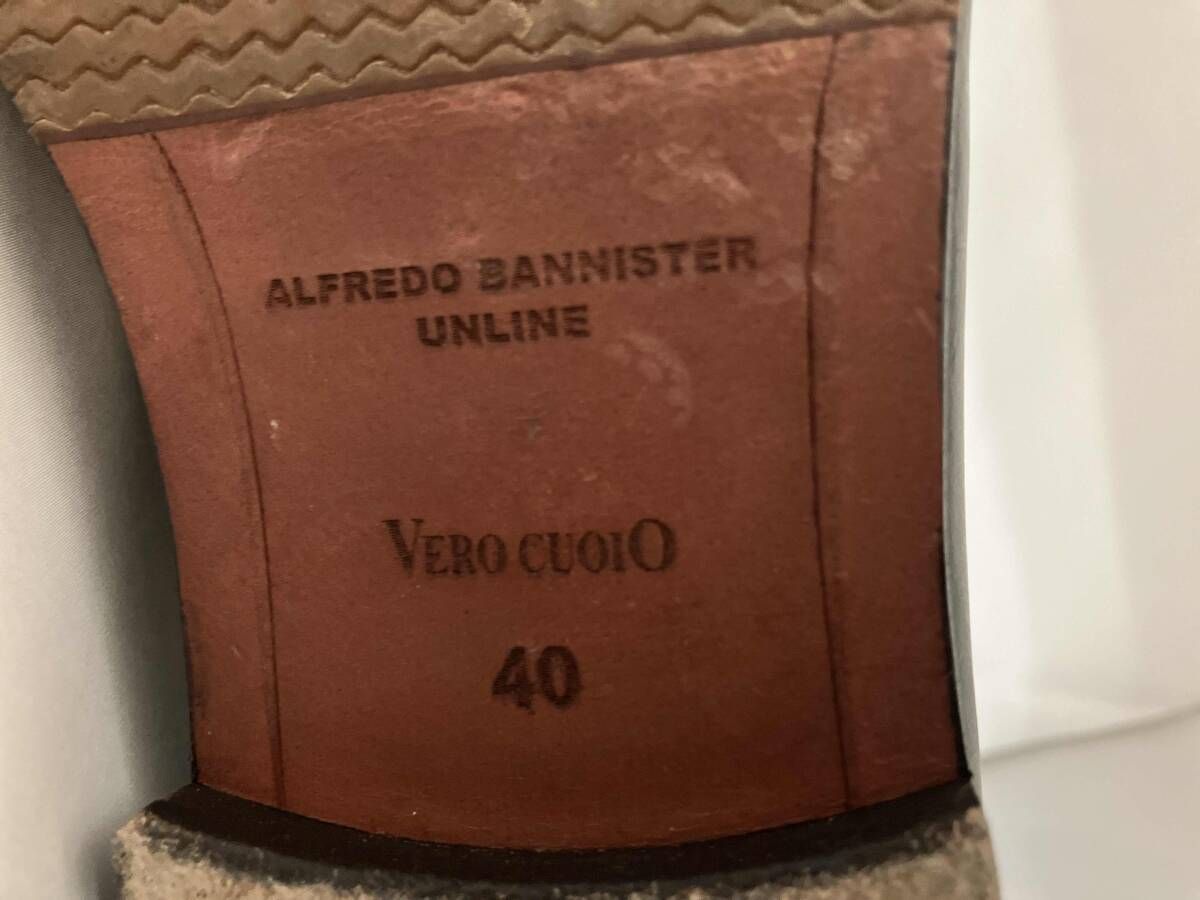 ALFREDO BANNISTER
UNLINE
VERO CUOIO
40